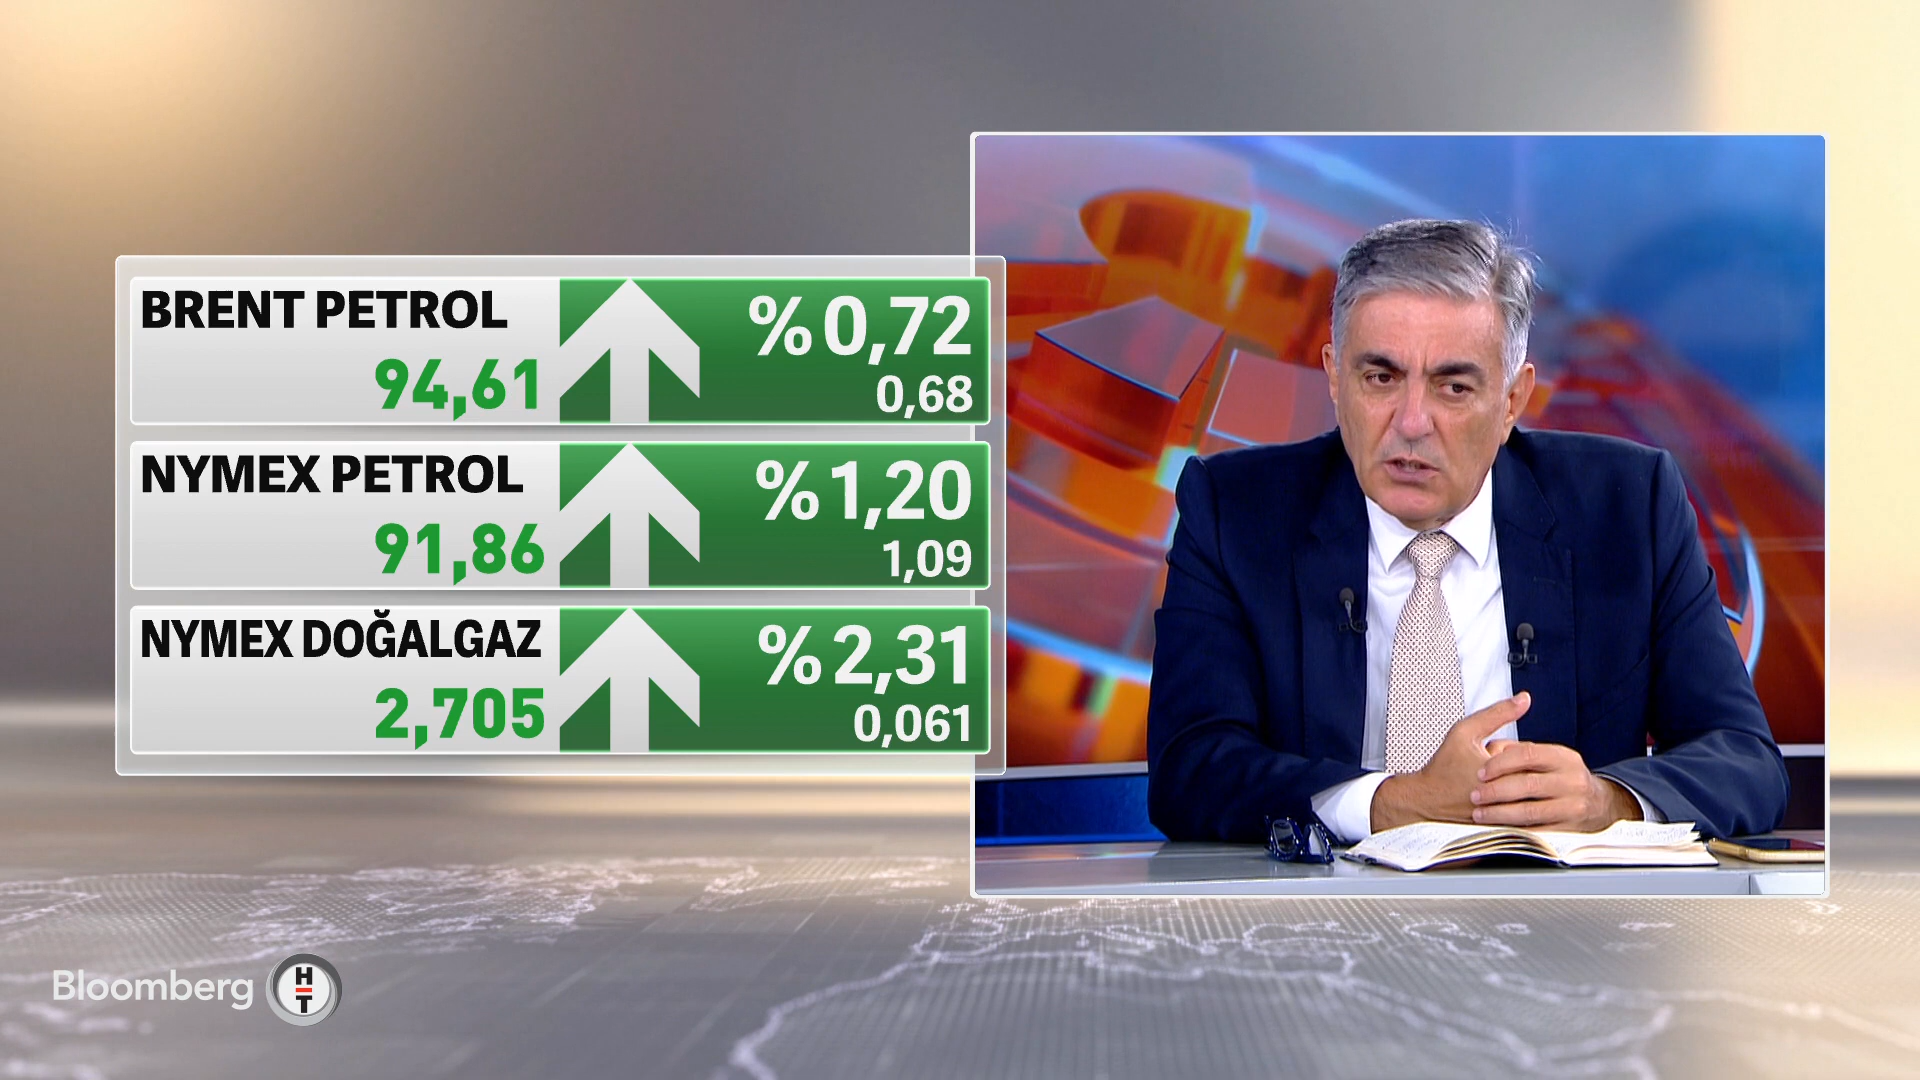 BRENT PETROL
94,61
%0,72
0,68
NYMEX PETROL
91,86
%1,20
1,09
NYMEX DOĞALGAZ
2,705
%2,31
0,061
Bloomberg HT